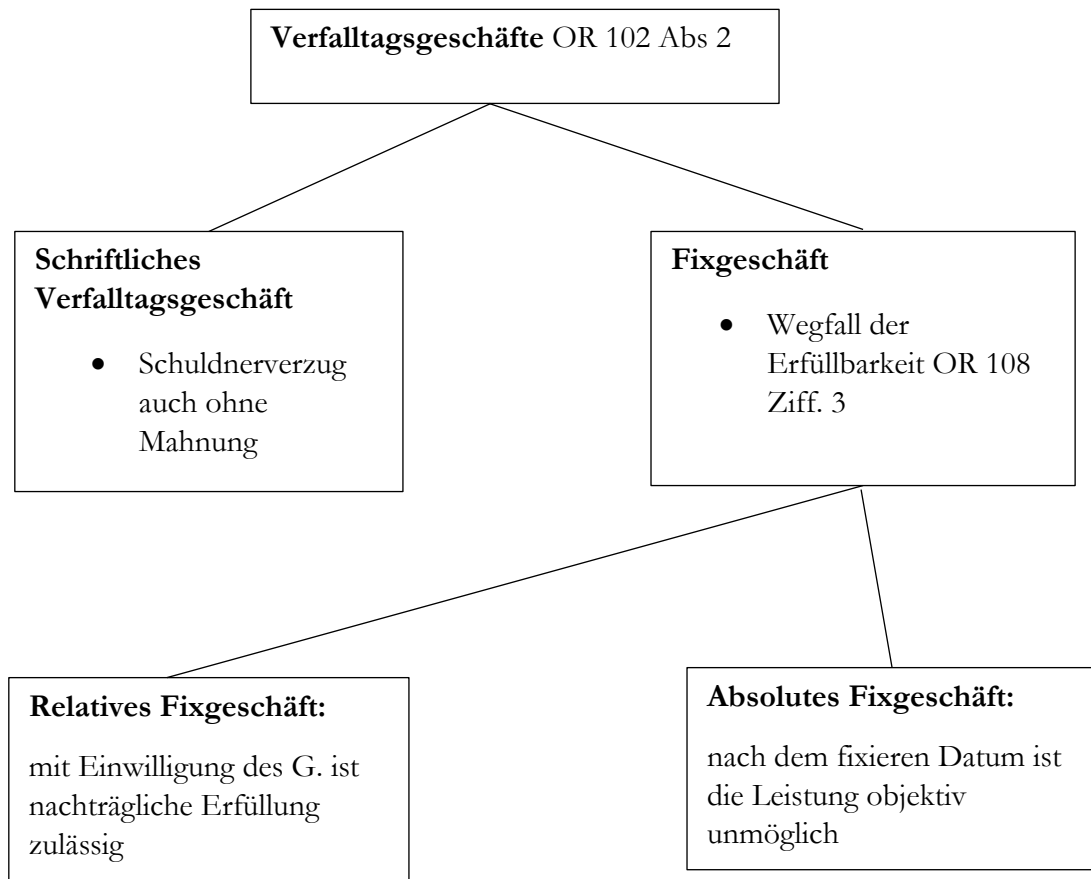 Verfalltagsgeschäfte OR 102 Abs 2
Schriftliches
Verfalltagsgeschäft
• Schuldnerverzug
auch ohne
Mahnung
Fixgeschäft
• Wegfall der
Erfüllbarkeit OR 108
Ziff. 3
Relatives Fixgeschäft:
mit Einwilligung des G. ist
nachträgliche Erfüllung
zulässig
Absolutes Fixgeschäft:
nach dem fixieren Datum ist
die Leistung objektiv
unmöglich